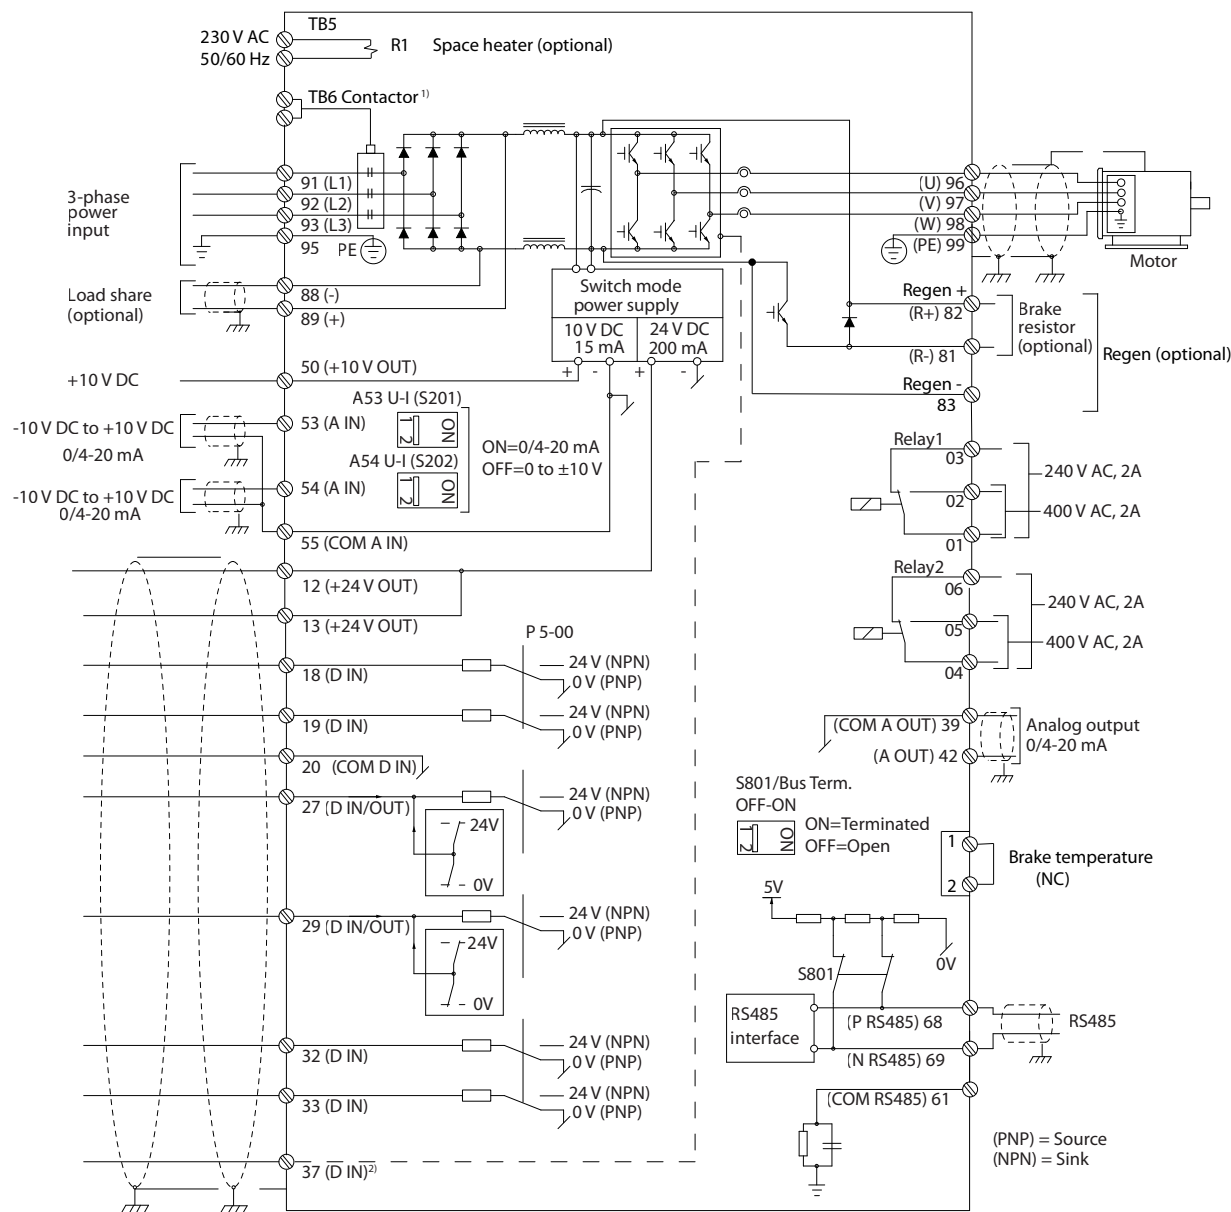 TB5
230 V AC
50/60 Hz
R1
Space heater (optional)
TB6 Contactor 1)
3-phase
power
input
91 (L1)
92 (L2)
93 (L3)
95
PE
(U) 96
(V) 97
(W) 98
(PE) 99
Motor
Load share
(optional)
88 (-)
89 (+)
Switch mode
power supply
10 V DC
15 mA
24 V DC
200 mA
+
-
+
-
Regen +
(R+) 82
Brake
resistor
(optional)
(R-) 81
Regen (optional)
Regen -
83
+10 V DC
50 (+10 V OUT)
A53 U-I (S201)
1 2
ON
-10 V DC to +10 V DC
0/4-20 mA
53 (A IN)
A54 U-I (S202)
1 2
ON
ON=0/4-20 mA
OFF=0 to ±10 V
-10 V DC to +10 V DC
0/4-20 mA
54 (A IN)
55 (COM A IN)
Relay1
03
240 V AC, 2A
02
400 V AC, 2A
01
Relay2
06
240 V AC, 2A
05
400 V AC, 2A
04
12 (+24 V OUT)
13 (+24 V OUT)
P 5-00
18 (D IN)
24 V (NPN)
0 V (PNP)
19 (D IN)
24 V (NPN)
0 V (PNP)
20 (COM D IN)
27 (D IN/OUT)
24 V (NPN)
0 V (PNP)
24V
0V
29 (D IN/OUT)
24 V (NPN)
0 V (PNP)
24V
0V
32 (D IN)
24 V (NPN)
0 V (PNP)
33 (D IN)
24 V (NPN)
0 V (PNP)
37 (D IN) 2)
(COM A OUT) 39
(A OUT) 42
Analog output
0/4-20 mA
S801/Bus Term.
OFF-ON
1 2
ON
ON=Terminated
OFF=Open
1
2
Brake temperature
(NC)
5V
0V
S801
RS485
interface
(P RS485) 68
(N RS485) 69
RS485
(COM RS485) 61
(PNP) = Source
(NPN) = Sink